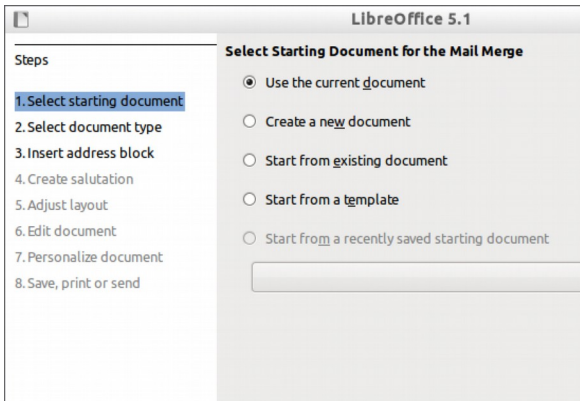 LibreOffice 5.1
Steps
1. Select starting document
2. Select document type
3. Insert address block
4. Create salutation
5. Adjust layout
6. Edit document
7. Personalize document
8. Save, print or send
Select Starting Document for the Mail Merge
Use the current document
Create a new document
Start from existing document
Start from a template
Start from a recently saved starting document